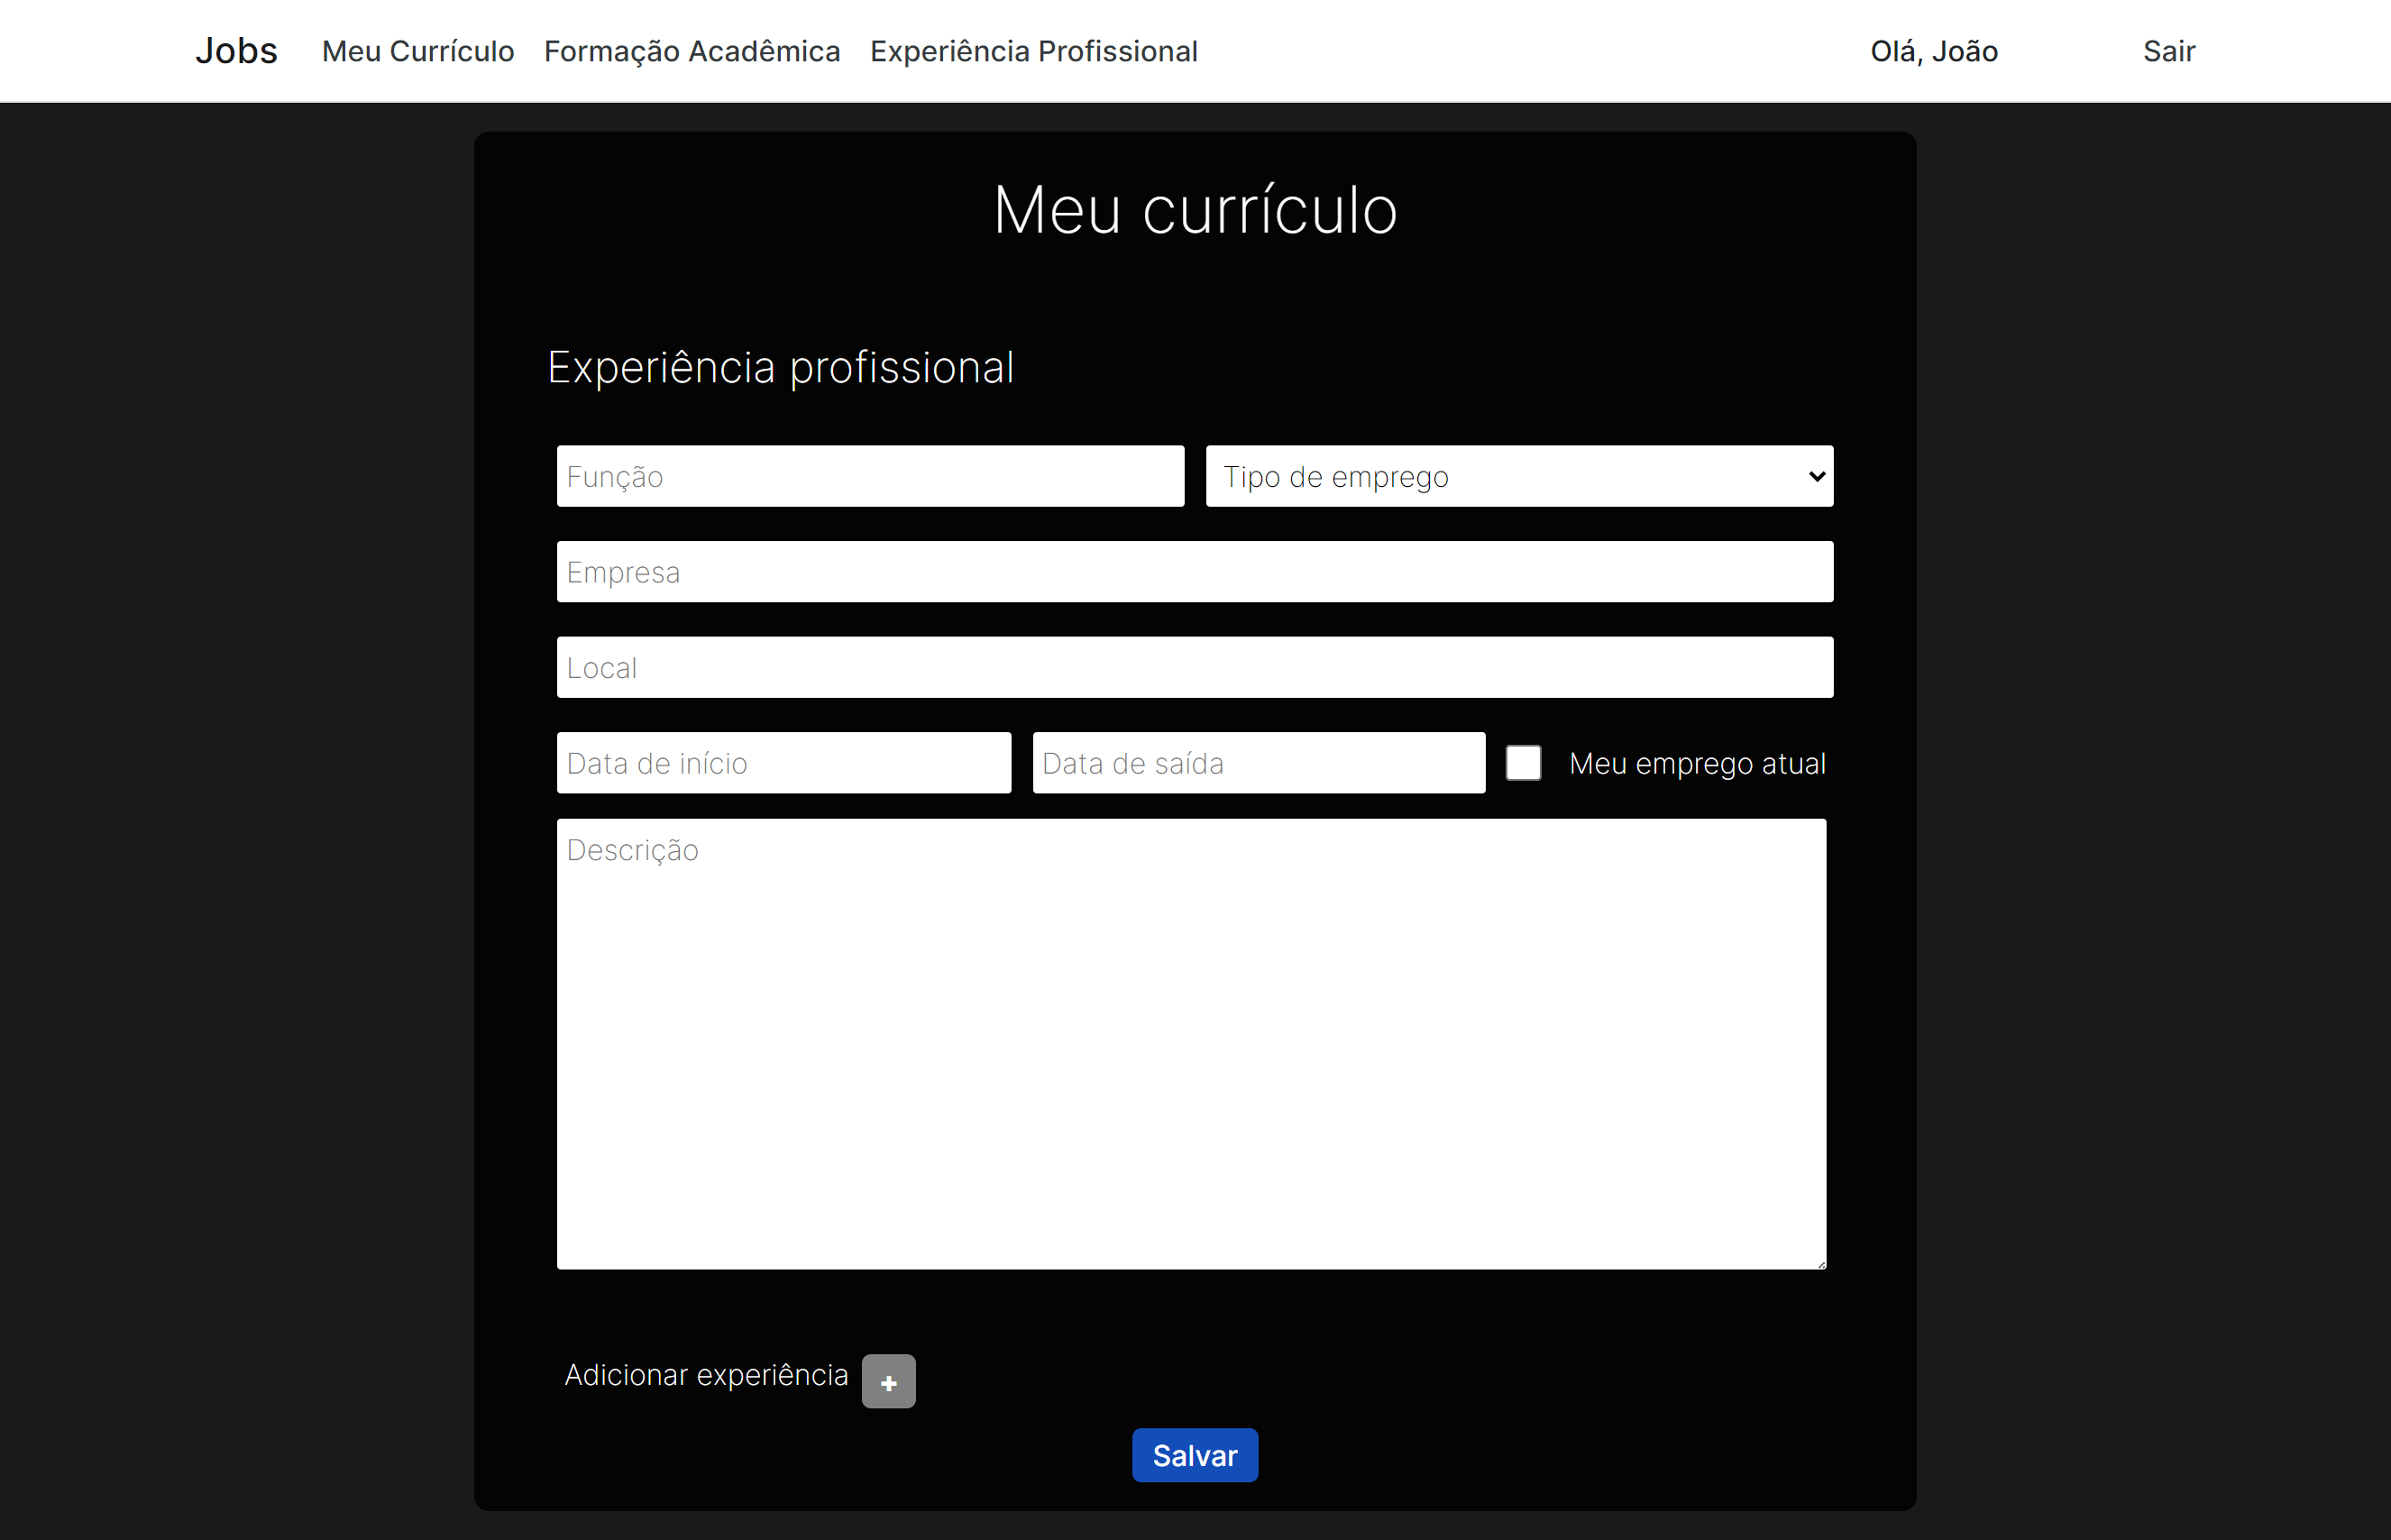 Jobs Meu Currículo Formação Acadêmica Experiência Profissional Olá, João Sair
Meu currículo
Experiência profissional
Função Tipo de emprego
Empresa
Local
Data de início Data de saída Meu emprego atual
Descrição
Adicionar experiência +
Salvar